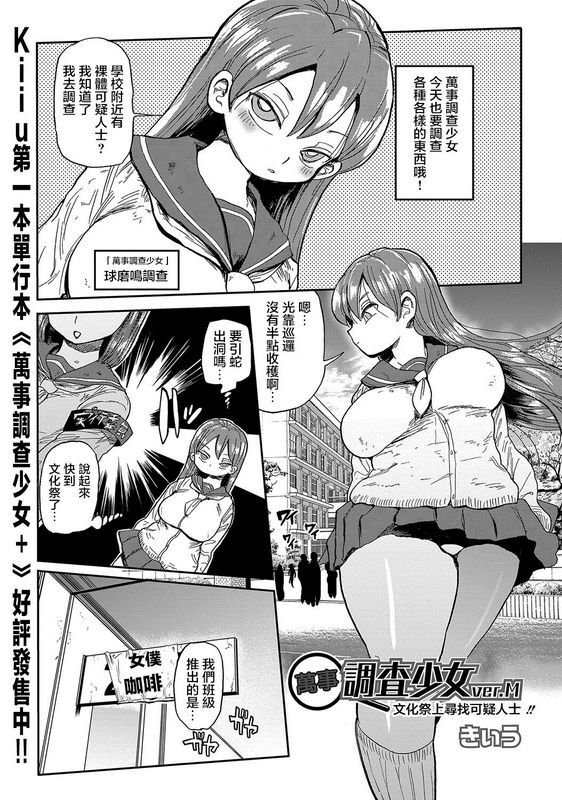 萬事調查少女
今天也要調查
各種各樣的東西哦！
學校附近有
裸體可疑人士？
我知道了
我去調查
「萬事調查少女」
球磨鳴調查
嗯…
光靠巡邏
沒有半點收穫啊…
要引蛇
出洞嗎…
說起來
快到
文化祭了…
ワイ
ワイ
女僕
咖啡
我們班級
推出的是…
萬事
調查少女ver.M
文化祭上尋找可疑人士!!
きいう
Kiiiu第一本單行本《萬事調查少女+》好評發售中!!